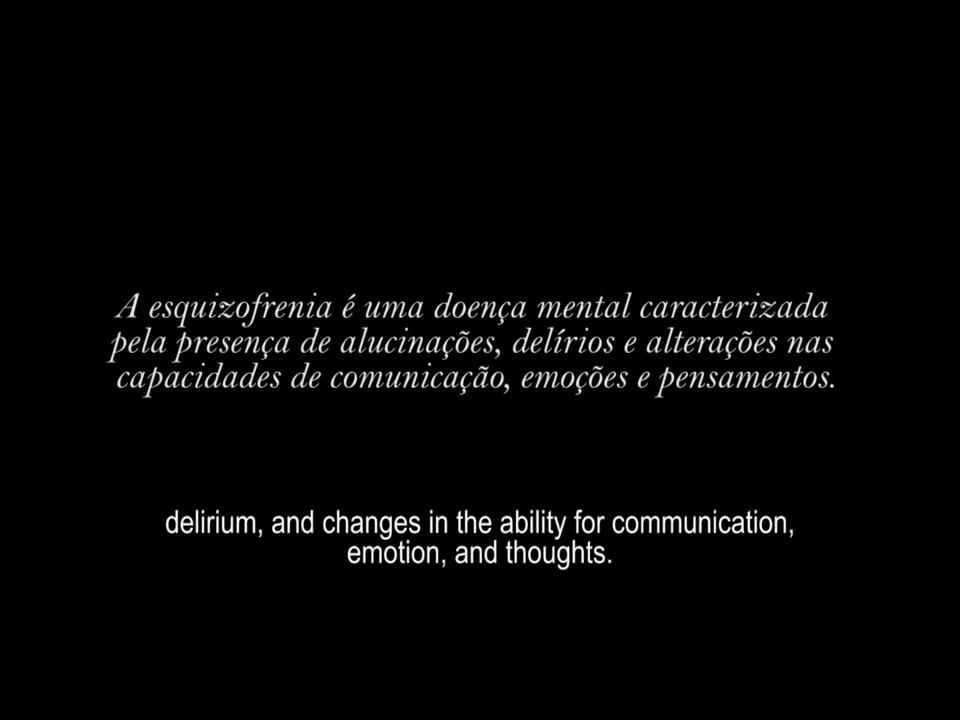 A esquizofrenia é uma doença mental caracterizada
pela presença de alucinações, delírios e alterações nas
capacidades de comunicação, emoções e pensamentos.
delirium, and changes in the ability for communication,
emotion, and thoughts.